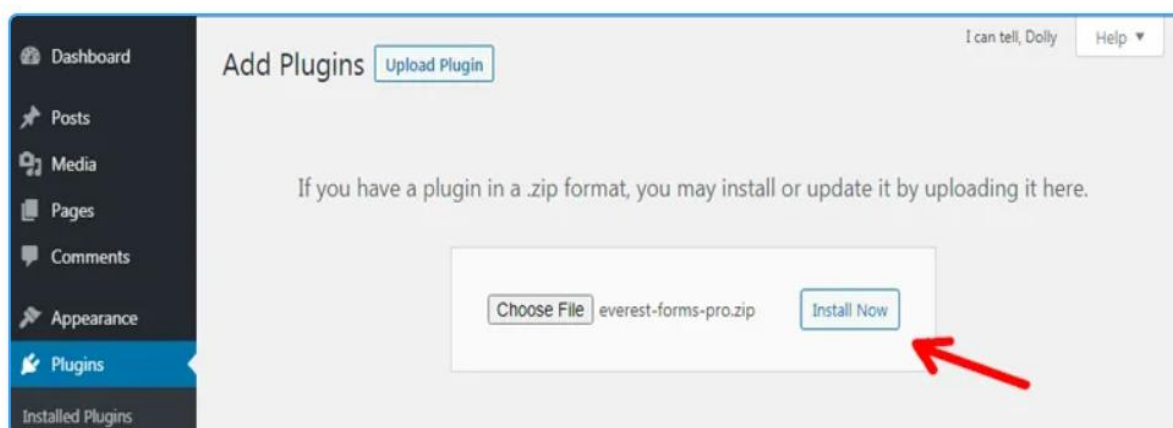 Dashboard
Posts
Media
Pages
Comments
Appearance
Plugins
Installed Plugins
I can tell, Dolly
Help ▼
Add Plugins Upload Plugin
If you have a plugin in a .zip format, you may install or update it by uploading it here.
Choose File everest-forms-pro.zip Install Now